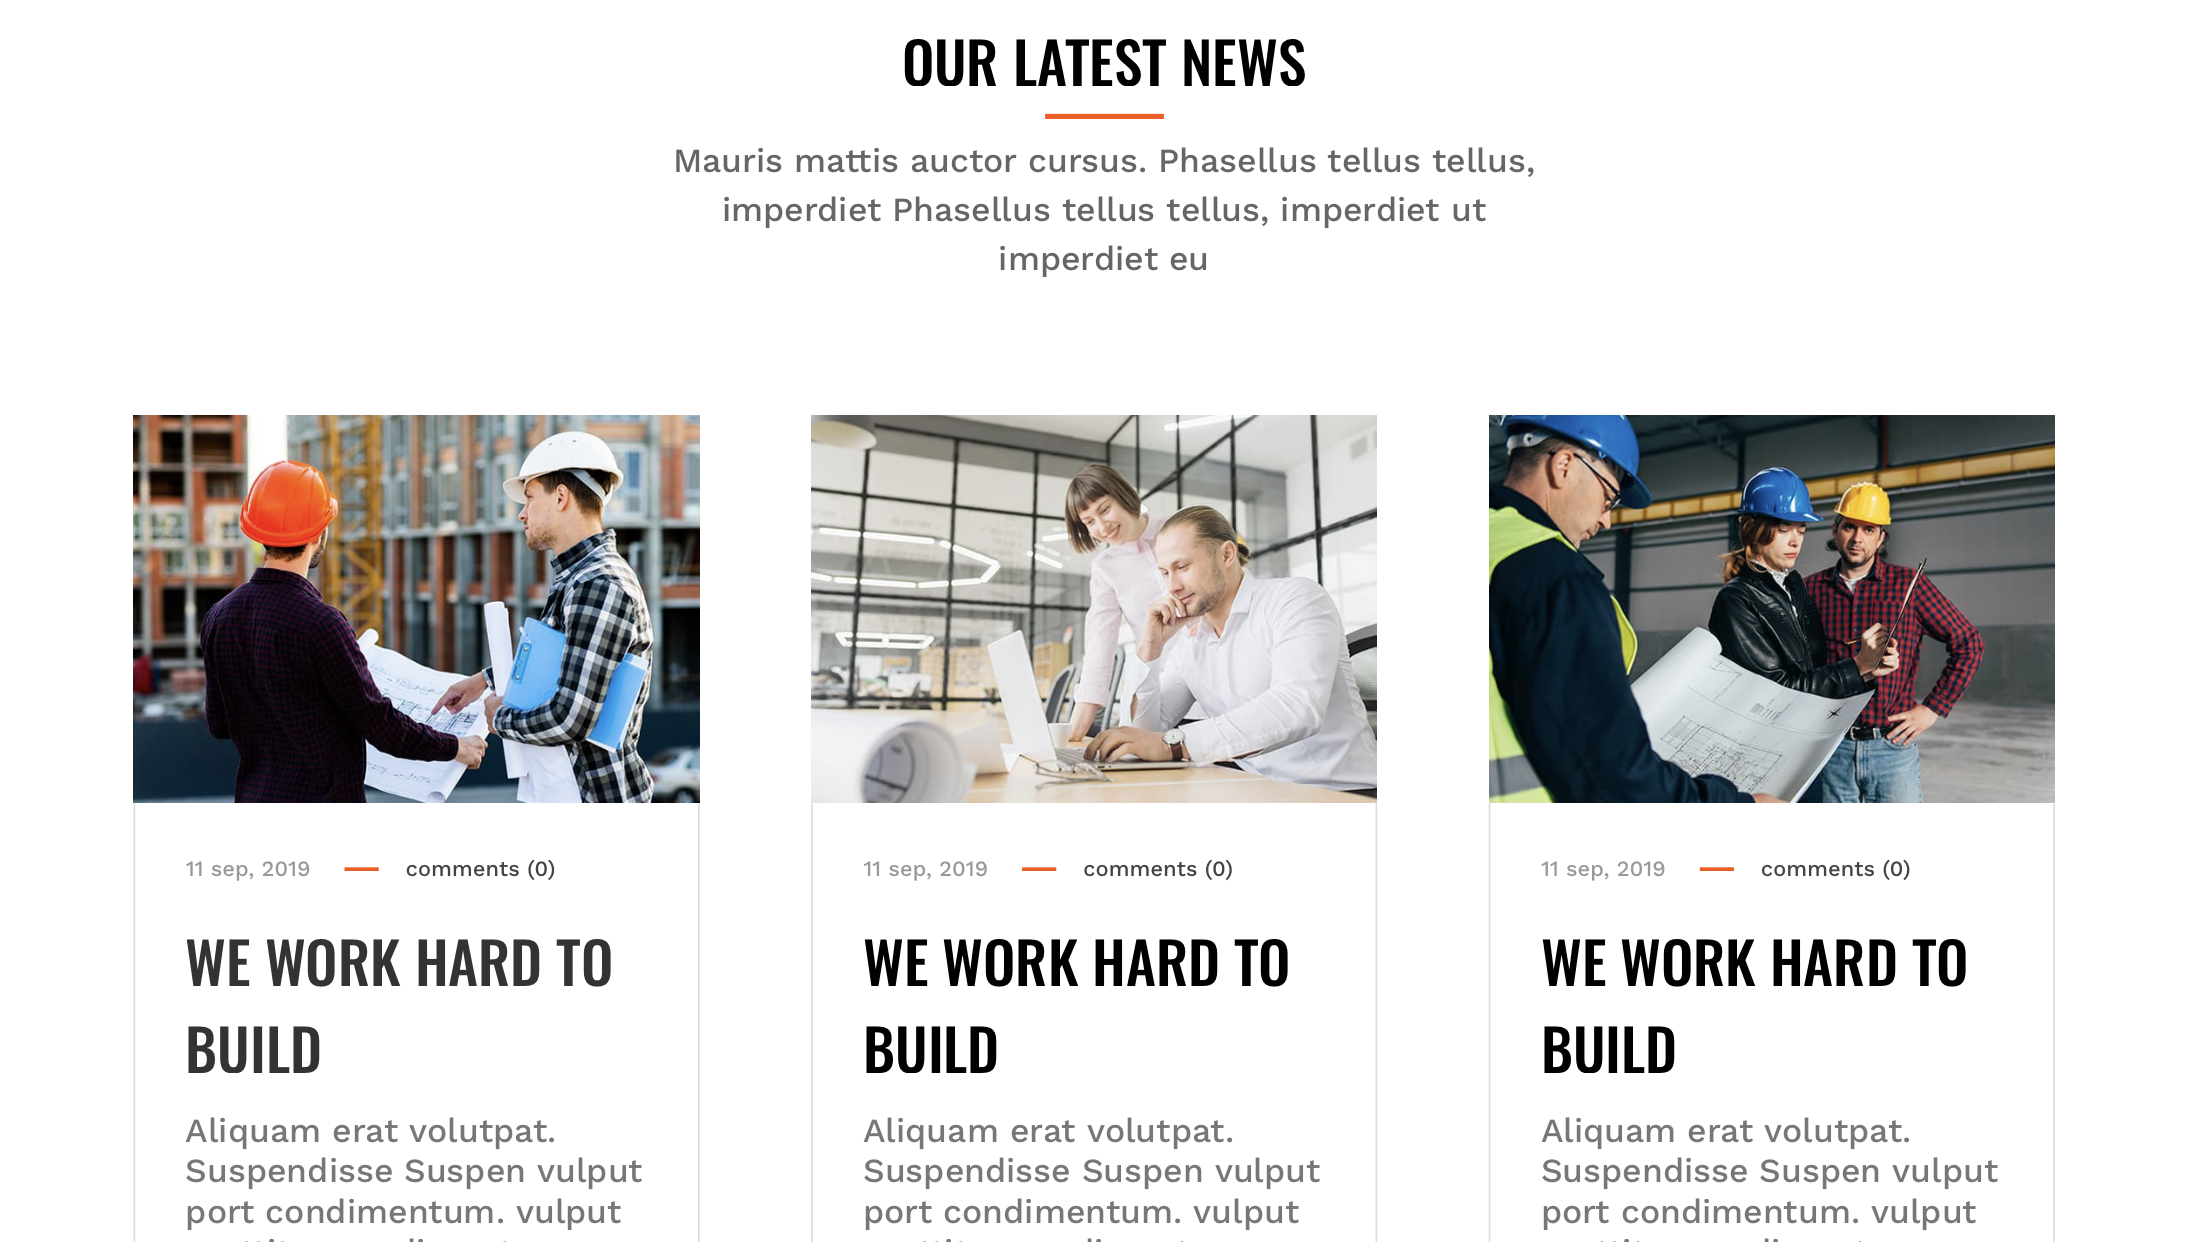 OUR LATEST NEWS
Mauris mattis auctor cursus. Phasellus tellus tellus,
imperdiet Phasellus tellus tellus, imperdiet ut
imperdiet eu
11 sep, 2019 — comments (0)
WE WORK HARD TO
BUILD
Aliquam erat volutpat.
Suspendisse Suspen vulput
port condimentum. vulput
11 sep, 2019 — comments (0)
WE WORK HARD TO
BUILD
Aliquam erat volutpat.
Suspendisse Suspen vulput
port condimentum. vulput
11 sep, 2019 — comments (0)
WE WORK HARD TO
BUILD
Aliquam erat volutpat.
Suspendisse Suspen vulput
port condimentum. vulput